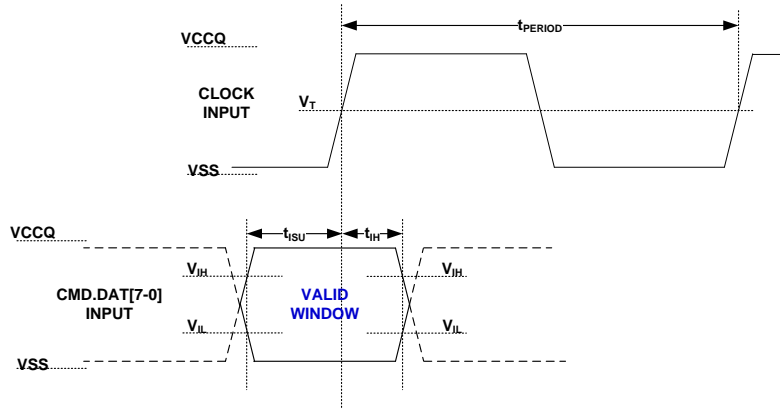 VCCQ
tPERIOD
CLOCK
INPUT
VT
VSS
VCCQ
tISU
tIH
VIH
VIH
CMD.DAT[7-0]
INPUT
VALID
WINDOW
VIL
VIL
VSS